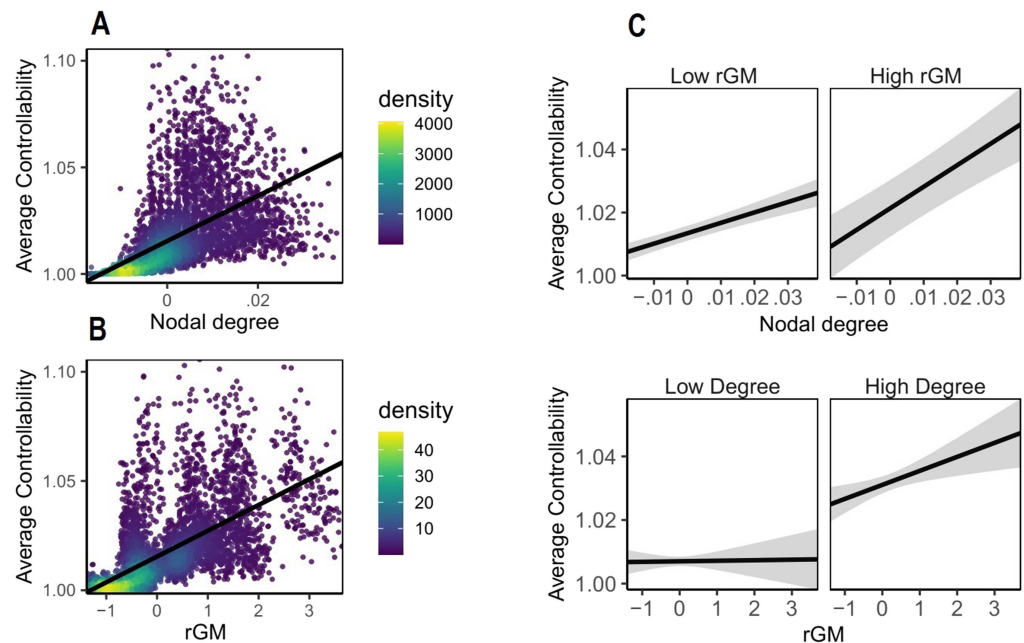 A
1.10
1.05
1.00
Average Controllability
0 .02
Nodal degree
density
4000
3000
2000
1000
B
1.10
1.05
1.00
Average Controllability
−1 0 1 2 3
rGM
density
40
30
20
10
C
Low rGM High rGM
1.04
1.02
1.00
Average Controllability
−.01 0 .01 .02 .03 −.01 0 .01 .02 .03
Nodal degree
Low Degree High Degree
1.04
1.02
1.00
Average Controllability
−1 0 1 2 3 −1 0 1 2 3
rGM